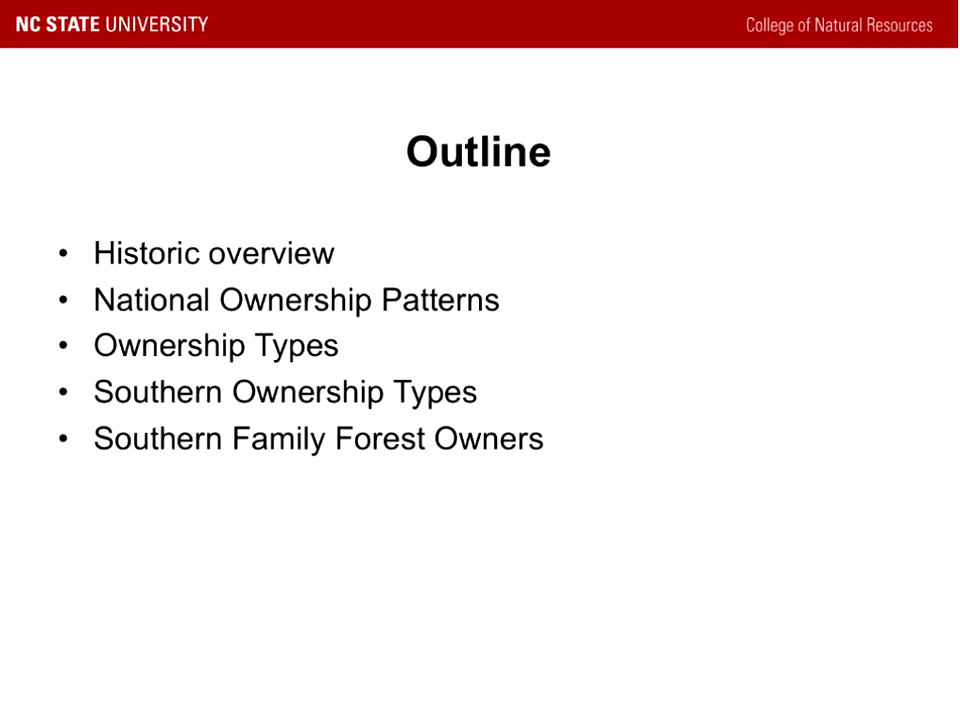 NC STATE UNIVERSITY
College of Natural Resources
Outline
• Historic overview
• National Ownership Patterns
• Ownership Types
• Southern Ownership Types
• Southern Family Forest Owners